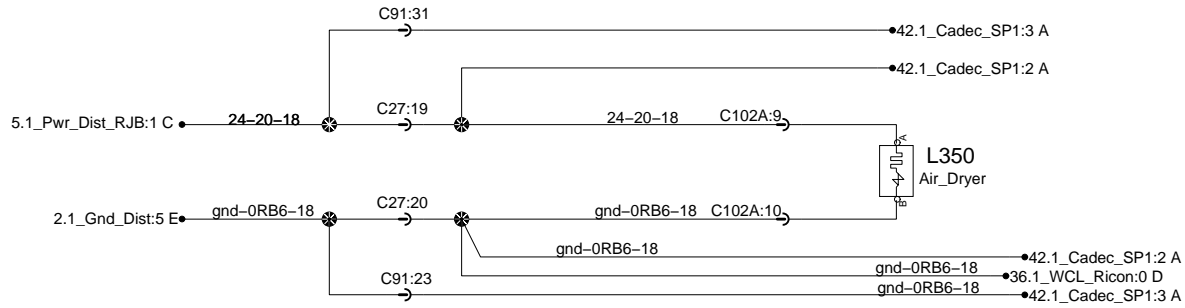 C91:31
42.1_Cadec_SP1:3 A
42.1_Cadec_SP1:2 A
5.1_Pwr_Dist_RJB:1 C
24–20–18
C27:19
24–20–18
C102A:9
A
L350
Air_Dryer
B
2.1_Gnd_Dist:5 E
gnd–0RB6–18
C27:20
gnd–0RB6–18
C102A:10
gnd–0RB6–18
42.1_Cadec_SP1:2 A
gnd–0RB6–18
36.1_WCL_Ricon:0 D
C91:23
gnd–0RB6–18
42.1_Cadec_SP1:3 A